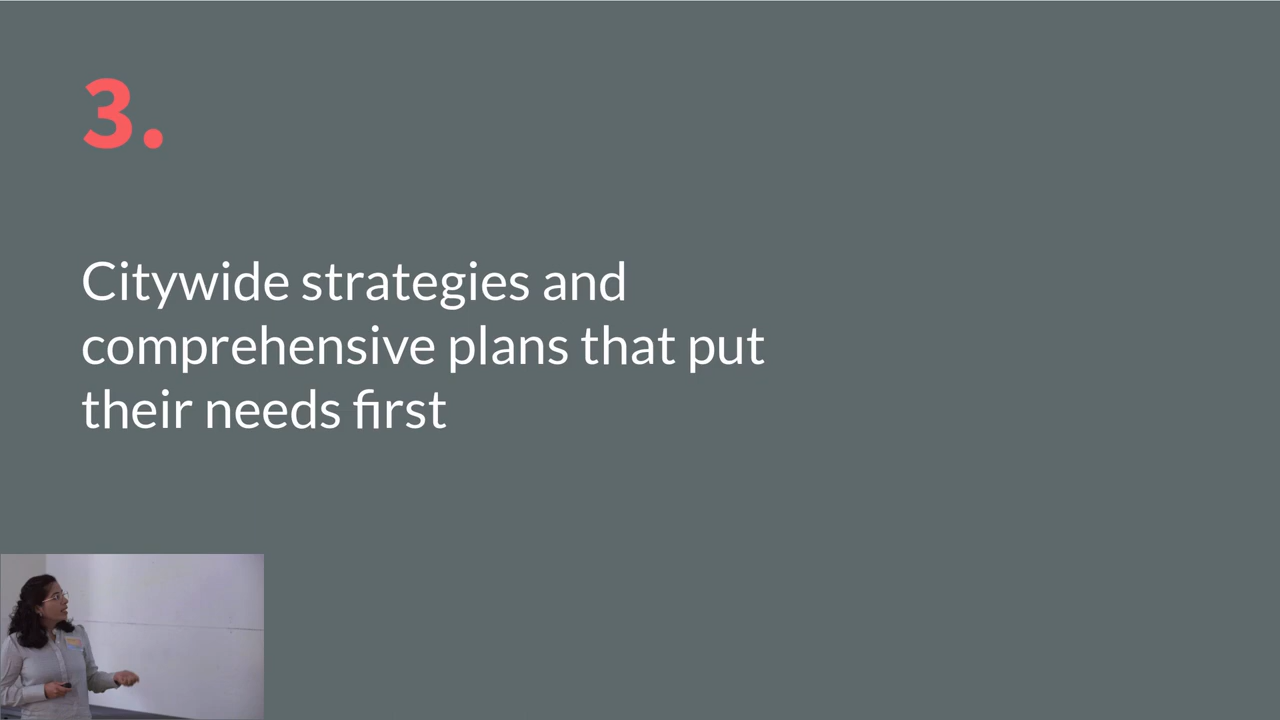 3.
Citywide strategies and
comprehensive plans that put
their needs first